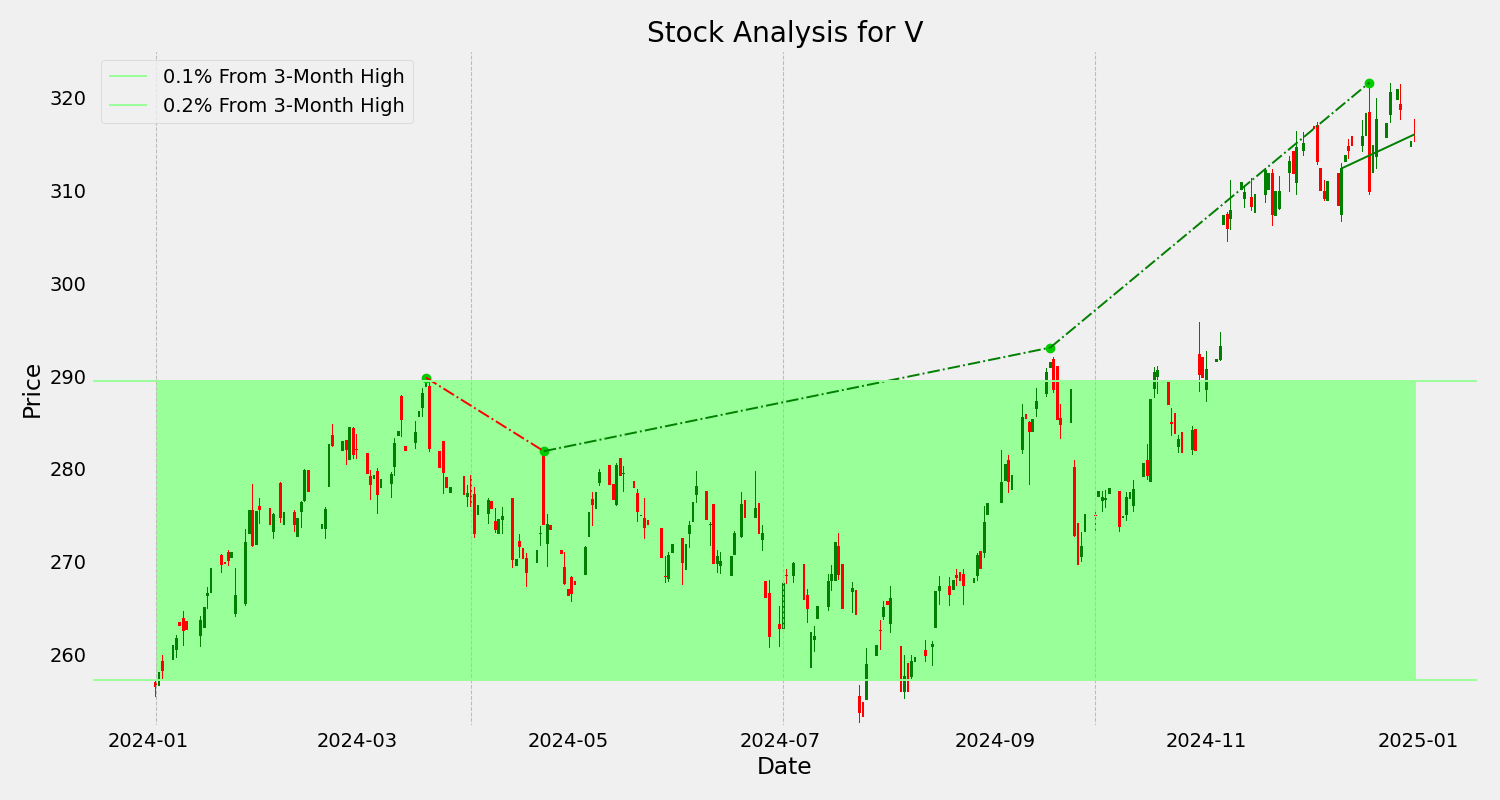 Stock Analysis for V
0.1% From 3-Month High
0.2% From 3-Month High
320
310
300
290
280
270
260
Price
2024-01
2024-03
2024-05
2024-07
2024-09
2024-11
2025-01
Date